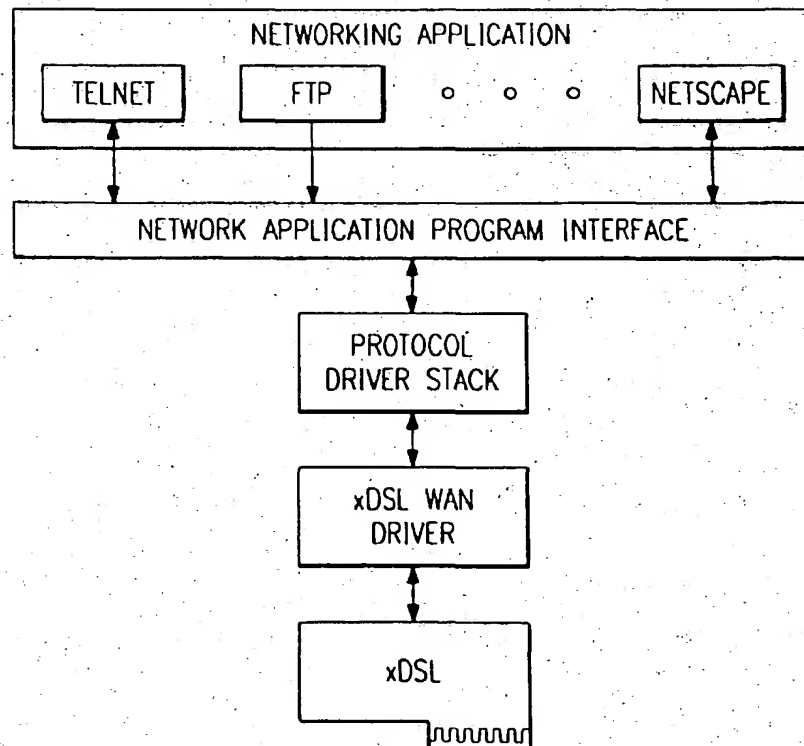 NETWORKING APPLICATION
TELNET
FTP
NETSCAPE
NETWORK APPLICATION PROGRAM INTERFACE
PROTOCOL
DRIVER STACK
xDSL WAN
DRIVER
xDSL